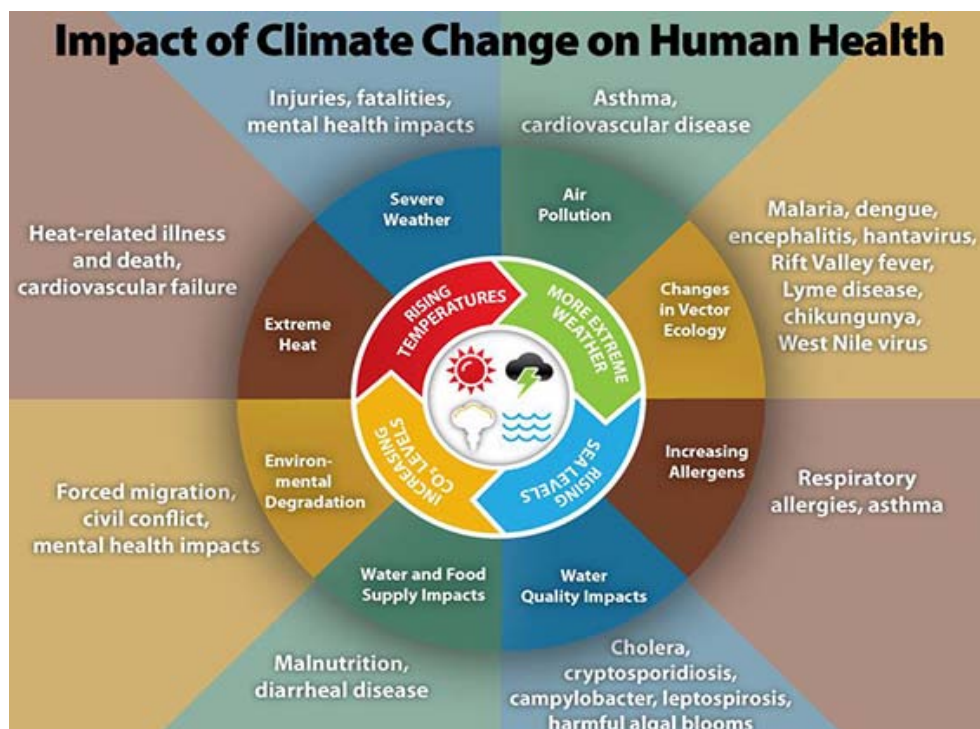 Impact of Climate Change on Human Health
Injuries, fatalities,
mental health impacts
Asthma,
cardiovascular disease
Severe
Weather
Air
Pollution
Heat-related illness
and death,
cardiovascular failure
Malaria, dengue,
encephalitis, hantavirus,
Rift Valley fever,
Lyme disease,
chikungunya,
West Nile virus
Extreme
Heat
Changes
in Vector
Ecology
RISING
TEMPERATURES
MORE EXTREME
WEATHER
INCREASING
CO₂ LEVELS
RISING
SEA LEVELS
Environ-
mental
Degradation
Increasing
Allergens
Forced migration,
civil conflict,
mental health impacts
Respiratory
allergies, asthma
Water and Food
Supply Impacts
Water
Quality Impacts
Malnutrition,
diarrheal disease
Cholera,
cryptosporidiosis,
campylobacter, leptospirosis,
harmful algal blooms